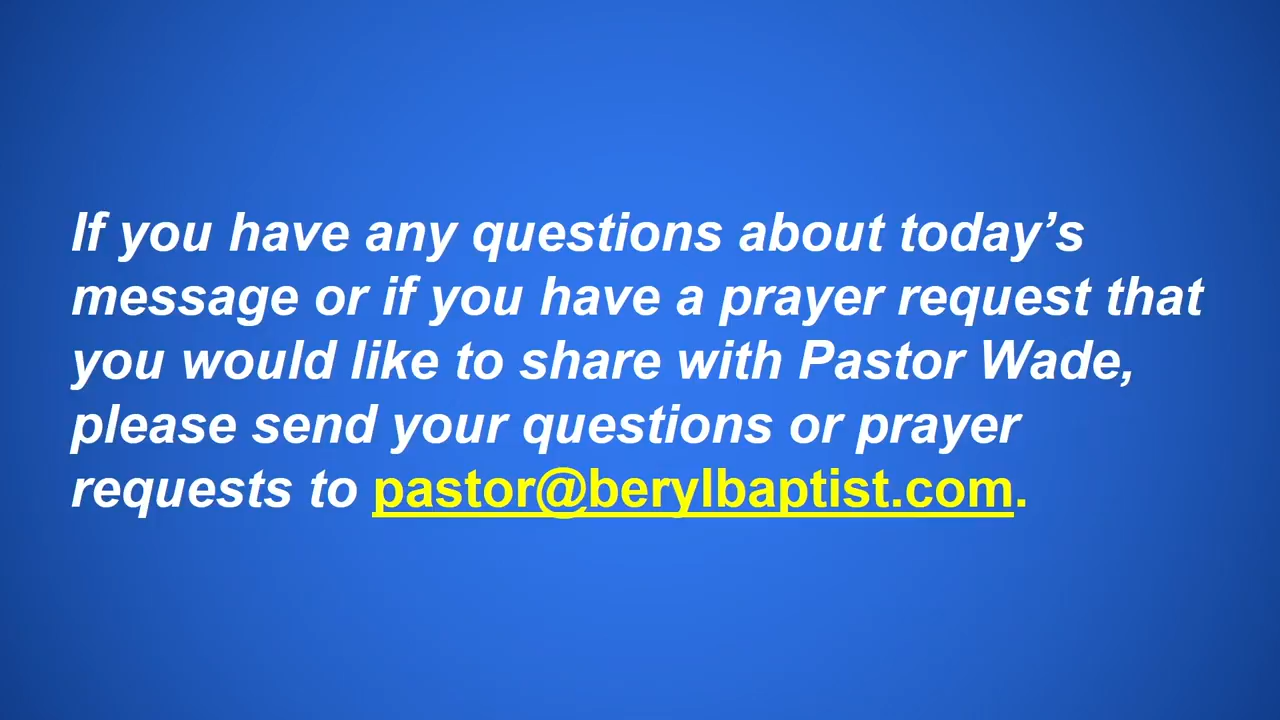 If you have any questions about today’s
message or if you have a prayer request that
you would like to share with Pastor Wade,
please send your questions or prayer
requests to pastor@berylbaptist.com.